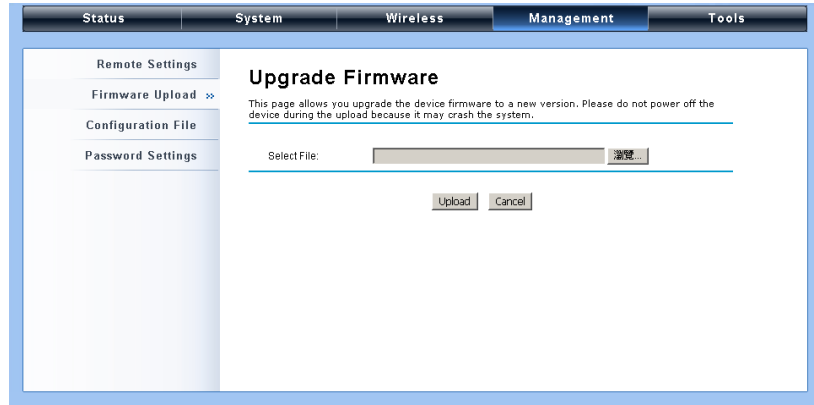 Status System Wireless Management Tools
Remote Settings
Firmware Upload »
Configuration File
Password Settings
Upgrade Firmware
This page allows you upgrade the device firmware to a new version. Please do not power off the
device during the upload because it may crash the system.
Select File: 瀏覽...
Upload Cancel